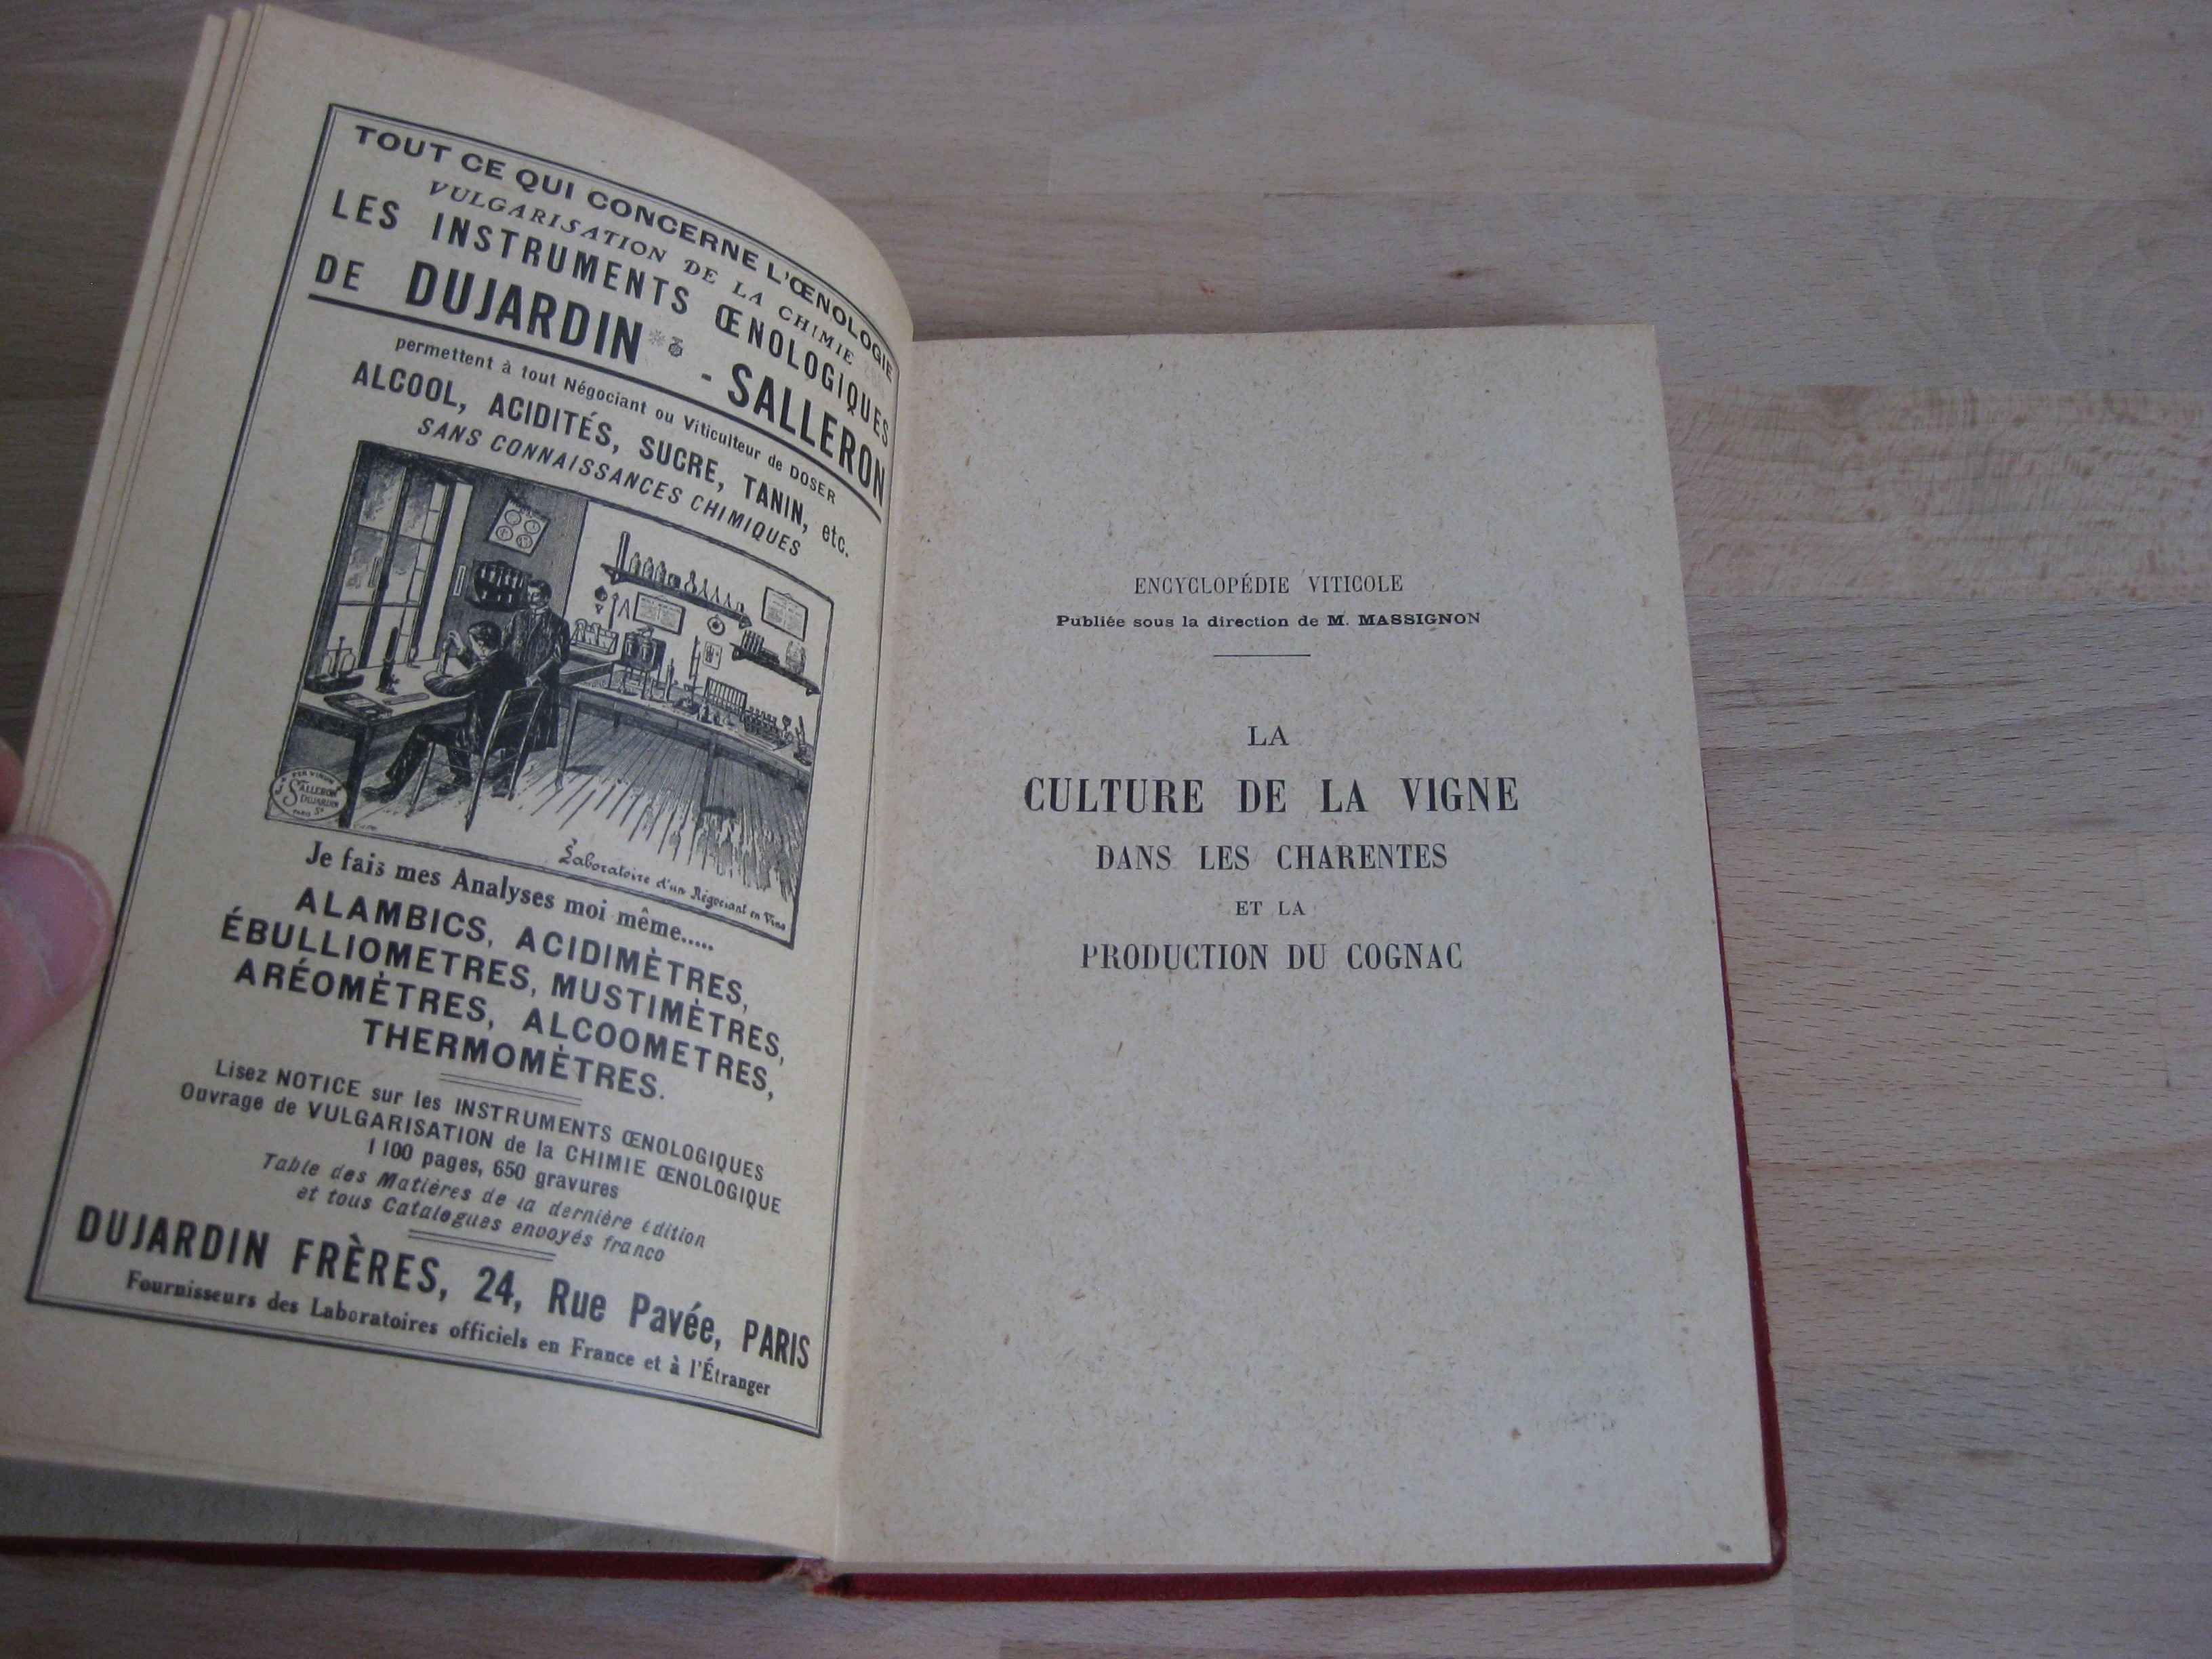 TOUT CE QUI CONCERNE L'ŒNOLOGIE
VULGARISATION DE LA CHIMIE
LES INSTRUMENTS ŒNOLOGIQUES
DE DUJARDIN - SALLERON
permettent à tout Négociant ou Viticulteur de DOSER
ALCOOL, ACIDITÉS, SUCRE, TANIN, etc.
SANS CONNAISSANCES CHIMIQUES
PER VINUM
SALLERON
DUJARDIN
PARIS
Laboratoire d'un Négociant en Vins
Je fais mes Analyses moi même.....
ALAMBICS, ACIDIMÈTRES,
ÉBULLIOMETRES, MUSTIMÈTRES,
ARÉOMÈTRES, ALCOOMETRES,
THERMOMÈTRES.
Lisez NOTICE sur les INSTRUMENTS ŒNOLOGIQUES
Ouvrage de VULGARISATION de la CHIMIE ŒNOLOGIQUE
1100 pages, 650 gravures
Table des Matières de la dernière édition
et tous Catalogues envoyés franco
DUJARDIN FRÈRES, 24, Rue Pavée, PARIS
Fournisseurs des Laboratoires officiels en France et à l'Étranger
ENCYCLOPÉDIE VITICOLE
Publiée sous la direction de M. MASSIGNON
LA
CULTURE DE LA VIGNE
DANS LES CHARENTES
ET LA
PRODUCTION DU COGNAC